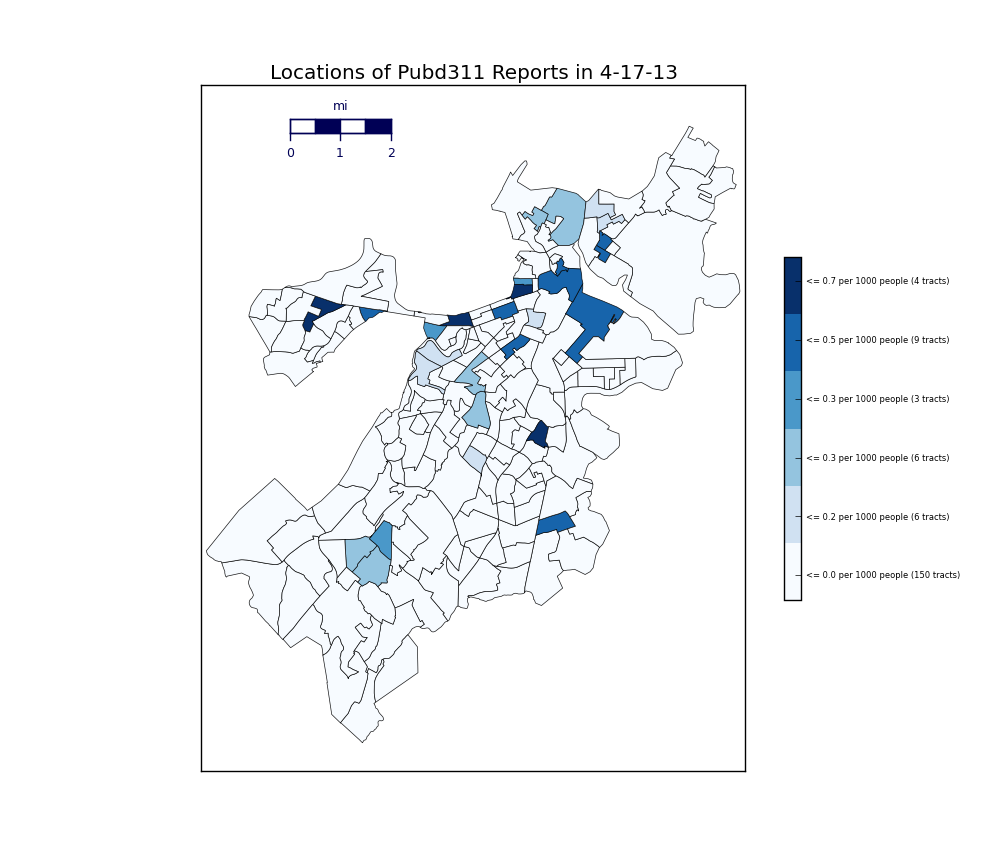 Locations of Pubd311 Reports in 4-17-13
mi
0 1 2
<= 0.7 per 1000 people (4 tracts)
<= 0.5 per 1000 people (9 tracts)
<= 0.3 per 1000 people (3 tracts)
<= 0.3 per 1000 people (6 tracts)
<= 0.2 per 1000 people (6 tracts)
<= 0.0 per 1000 people (150 tracts)